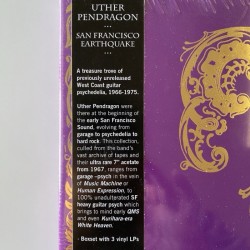 UTHER
PENDRAGON
...
SAN FRANCISCO
EARTHQUAKE
...
A treasure trove of
previously unreleased
West Coast guitar
psychedelia, 1966-1975.
Uther Pendragon were
there at the beginning of
the early San Francisco
Sound, evolving from
garage to psychedelia to
hard rock. This collection,
culled from the band's
vast archive of tapes and
their ultra rare 7" acetate
from 1967, ranges from
garage –psych in the vein
of Music Machine or
Human Expression, to
100% unadulterated SF
heavy guitar psych which
brings to mind early QMS
and even Kurihara-era
White Heaven.
- Boxset with 3 vinyl LPs